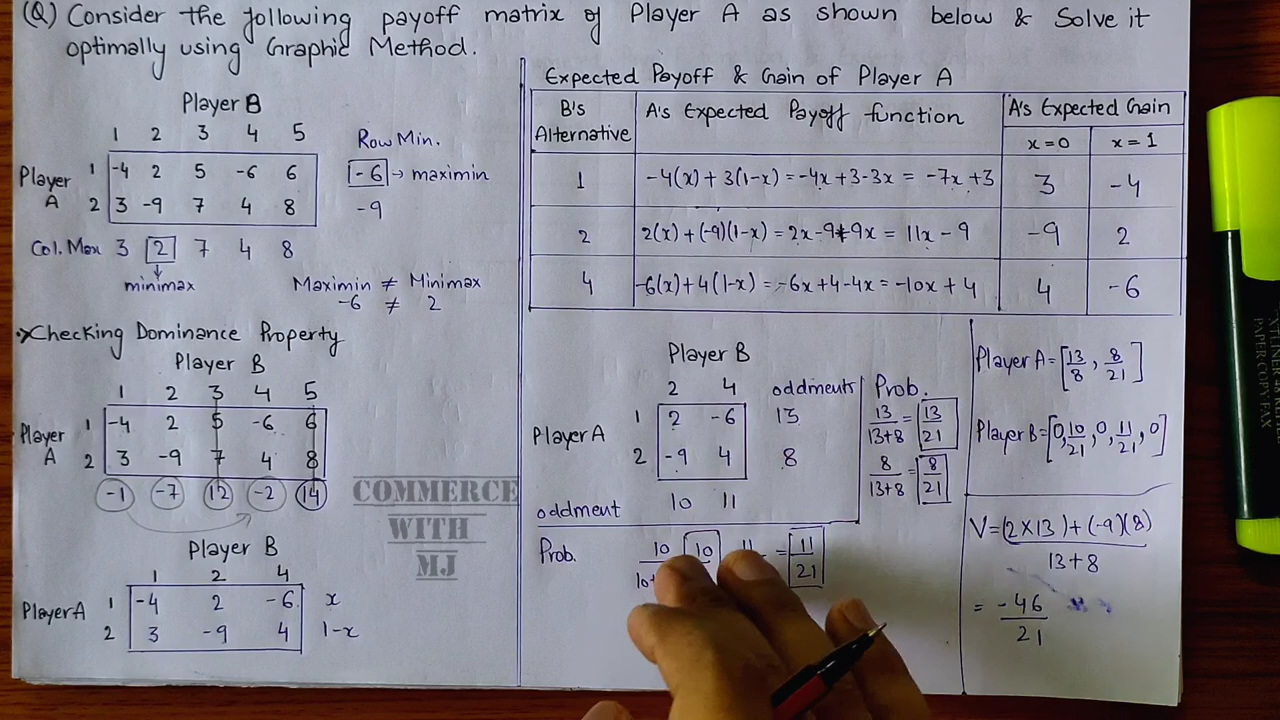 (Q) Consider the following payoff matrix of Player A as shown below & Solve it
optimally using Graphic Method.
Player B
1 2 3 4 5
Row Min.
Player A
1 -4 2 5 -6 6
-6 → maximin
2 3 -9 7 4 8
-9
Col. Max 3 2 7 4 8
minimax
Maximin ≠ Minimax
-6 ≠ 2
Checking Dominance Property
Player B
1 2 3 4 5
Player A
1 -4 2 5 -6 6
2 3 -9 7 4 8
-1 -7 12 -2 14
Player B
1 2 4
Player A
1 -4 2 -6 x
2 3 -9 4 1-x
COMMERCE
WITH
MJ
Expected Payoff & Gain of Player A
B's Alternative
A's Expected Payoff function
A's Expected Gain
x=0 x=1
1 -4(x) + 3(1-x) = -4x+3-3x = -7x+3 3 -4
2 2(x) + (-9)(1-x) = 2x-9+9x = 11x-9 -9 2
4 -6(x) + 4(1-x) = -6x+4-4x = -10x+4 4 -6
Player B
2 4 oddments Prob.
Player A
1 2 -6 13 13/13+8 = 13/21
2 -9 4 8 8/13+8 = 8/21
oddment 10 11
Prob. 10 10 11 = 11/21
Player A = [13/8, 8/21]
Player B = [0, 10/21, 0, 11/21, 0]
V = (2×13) + (-9)(8)
13+8
= -46
21